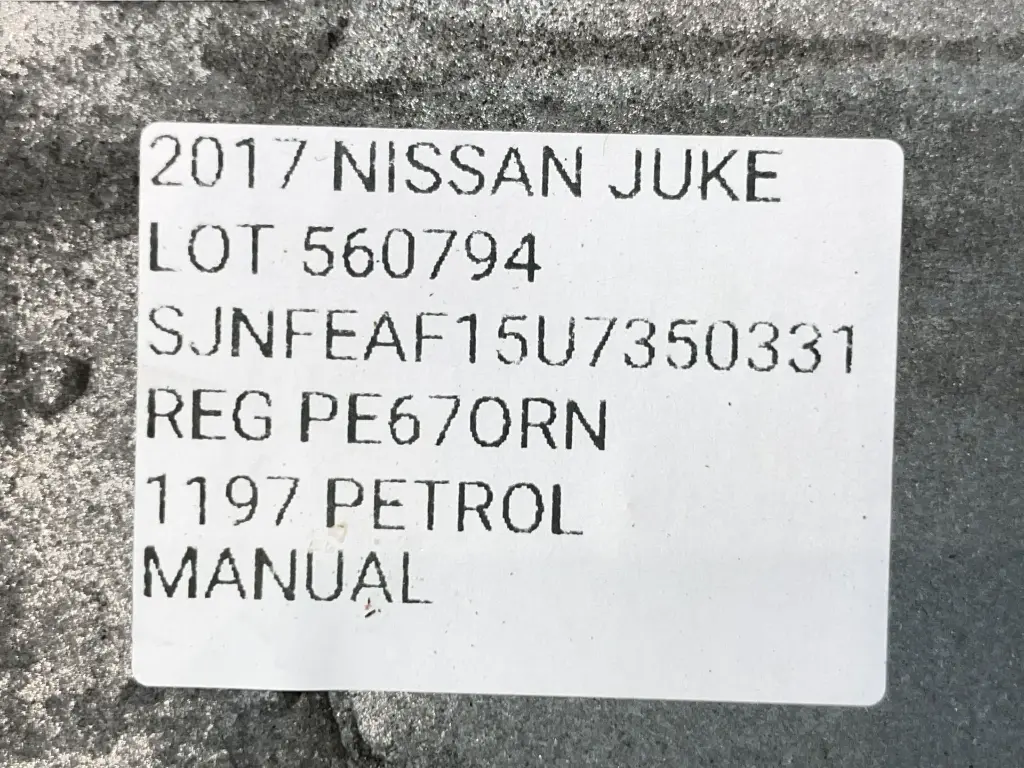 2017 NISSAN JUKE
LOT 560794
SJNFEAF15U7350331
REG PE67ORN
1197 PETROL
MANUAL